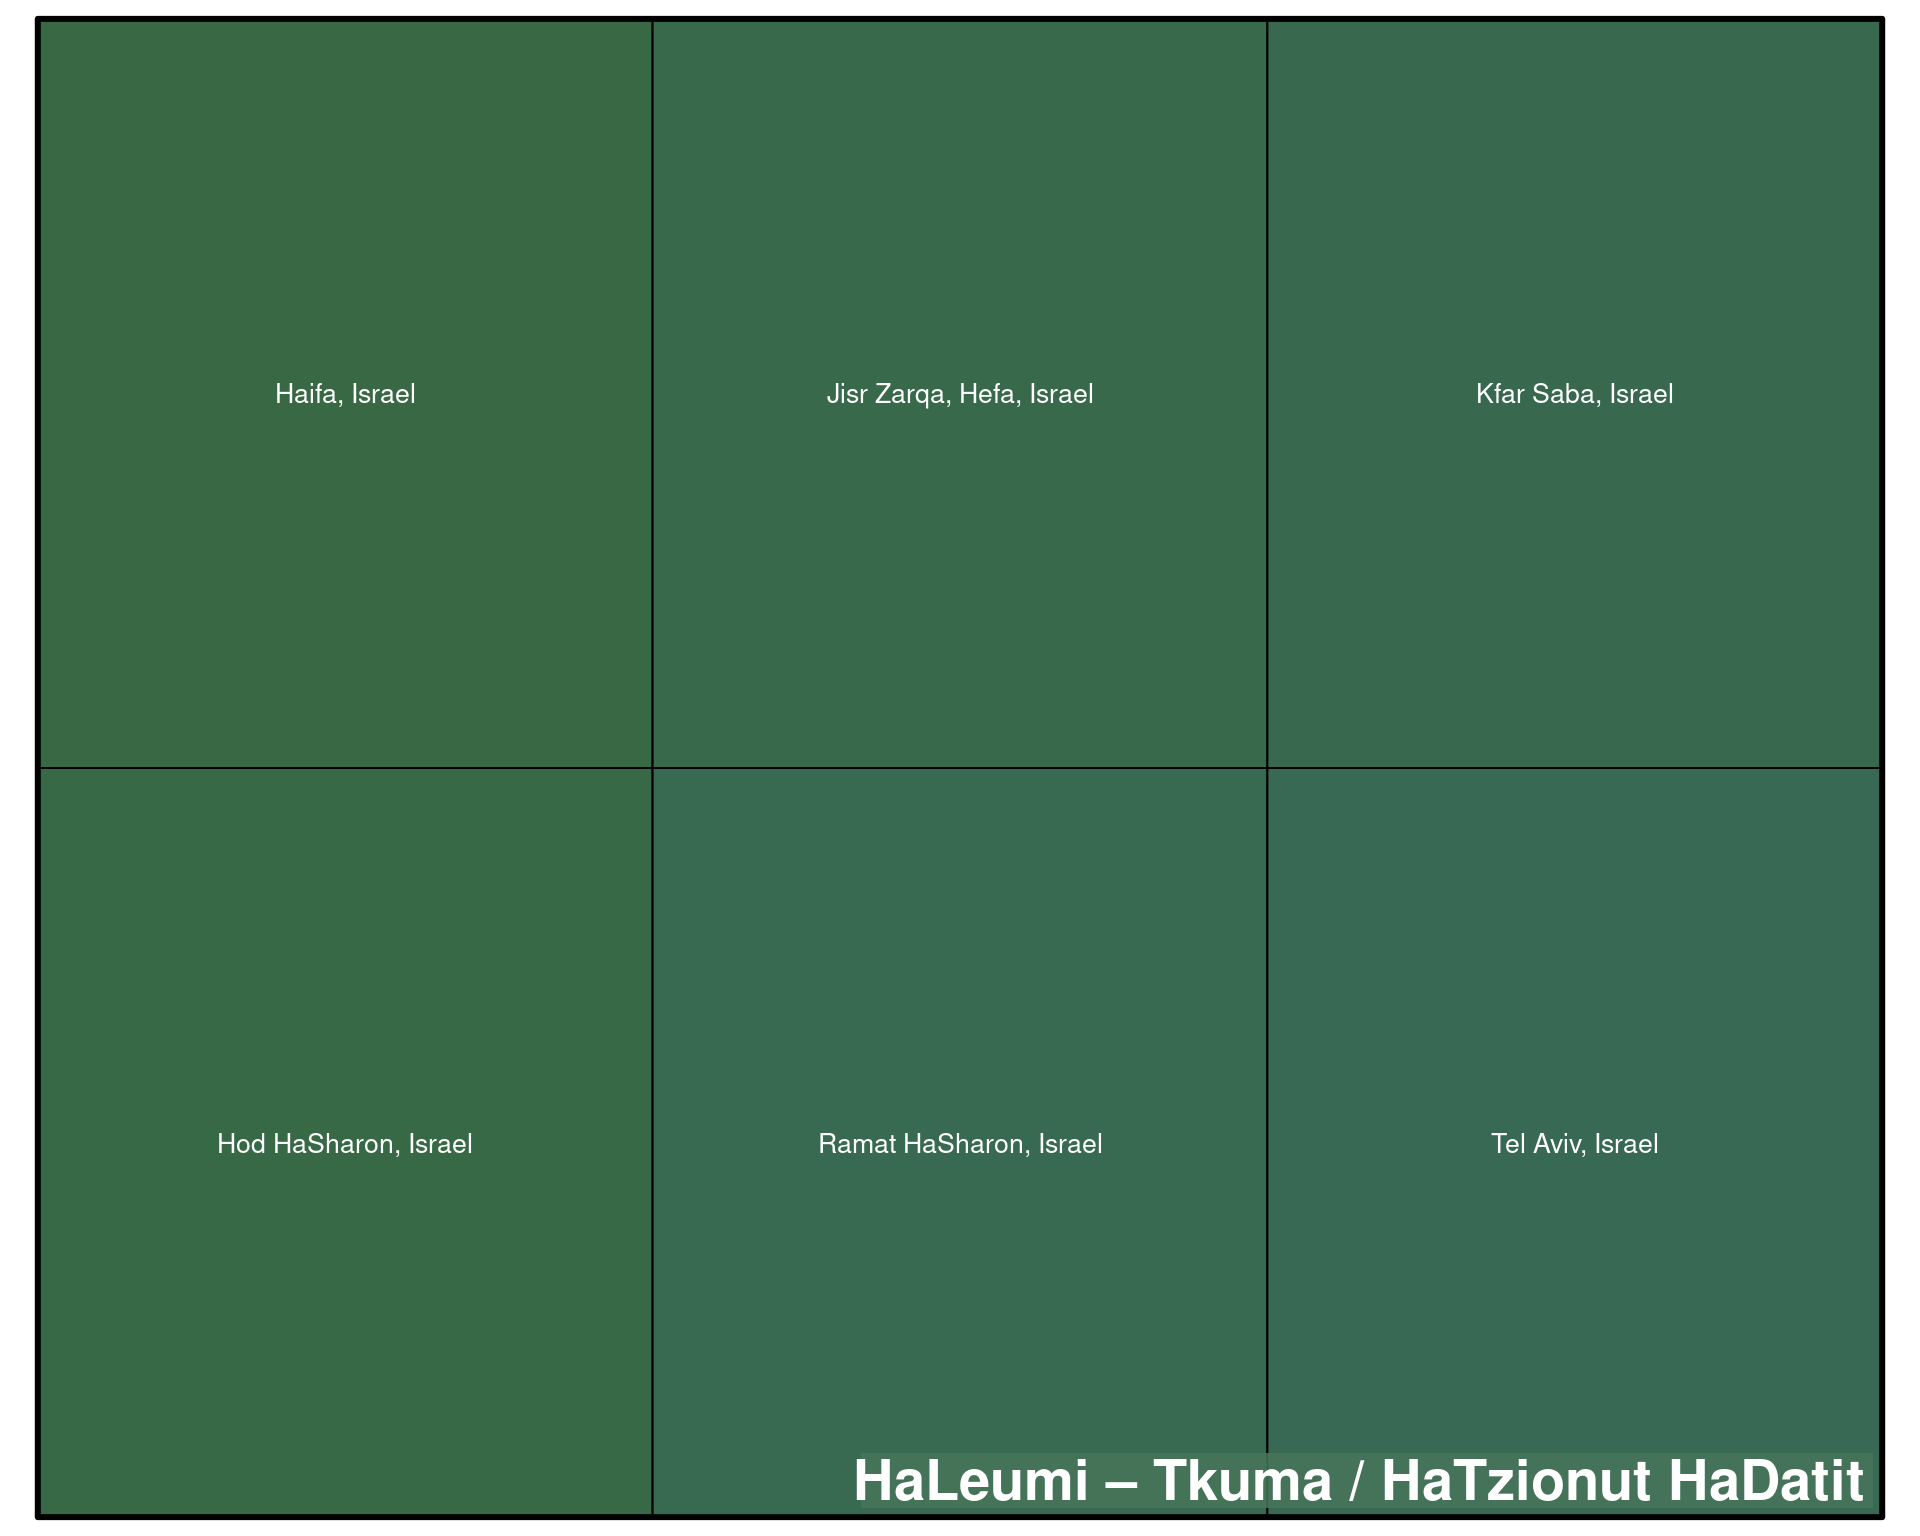 Haifa, Israel
Jisr Zarqa, Hefa, Israel
Kfar Saba, Israel
Hod HaSharon, Israel
Ramat HaSharon, Israel
Tel Aviv, Israel
HaLeumi – Tkuma / HaTzionut HaDatit